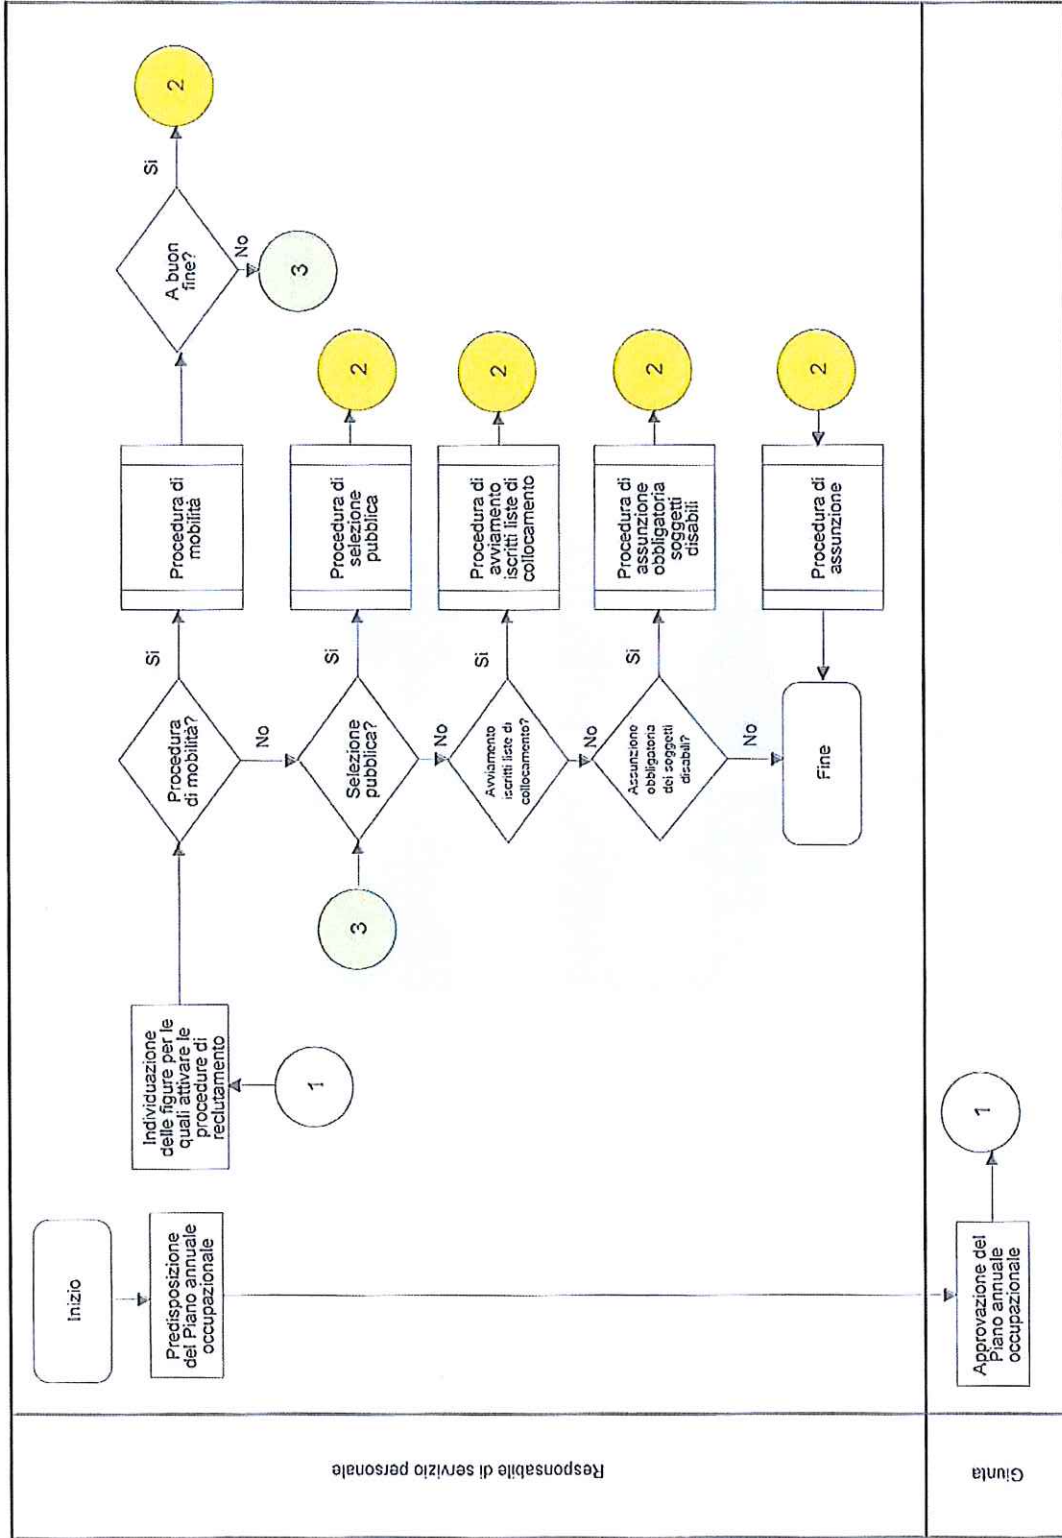 Responsabile di servizio personale
Inizio
Predisposizione
del Piano annuale
occupazionale
Individuazione
delle figure per le
quali attivare le
procedure di
reclutamento
1
Procedura
di mobilità?
Si
No
Procedura di
mobilità
A buon
fine?
Si
2
No
3
3
Selezione
pubblica?
Si
No
Procedura di
selezione
pubblica
2
Avviamento
iscritti liste di
collocamento?
Si
No
Procedura di
avviamento
iscritti liste di
collocamento
2
Assunzione
obbligatoria
dei soggetti
disabili?
Si
No
Procedura di
assunzione
obbligatoria
soggetti
disabili
2
Fine
Procedura di
assunzione
2
Giunta
Approvazione del
Piano annuale
occupazionale
1